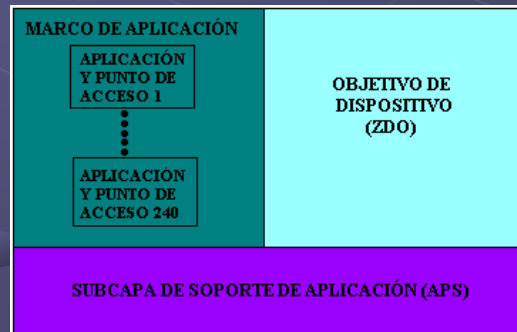 MARCO DE APLICACIÓN
APLICACIÓN
Y PUNTO DE
ACCESO 1
APLICACIÓN
Y PUNTO DE
ACCESO 240
OBJETIVO DE
DISPOSITIVO
(ZDO)
SUBCAPA DE SOPORTE DE APLICACIÓN (APS)